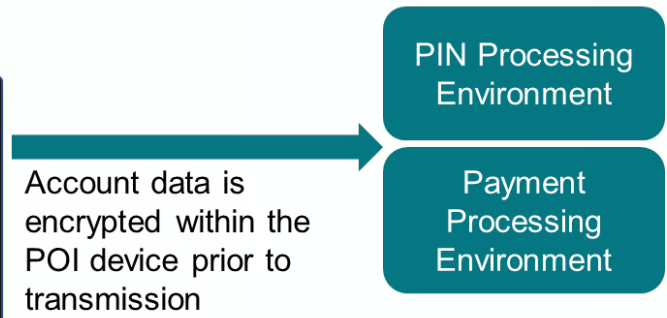 PIN Processing
Environment
Account data is
encrypted within the
POI device prior to
transmission
Payment
Processing
Environment